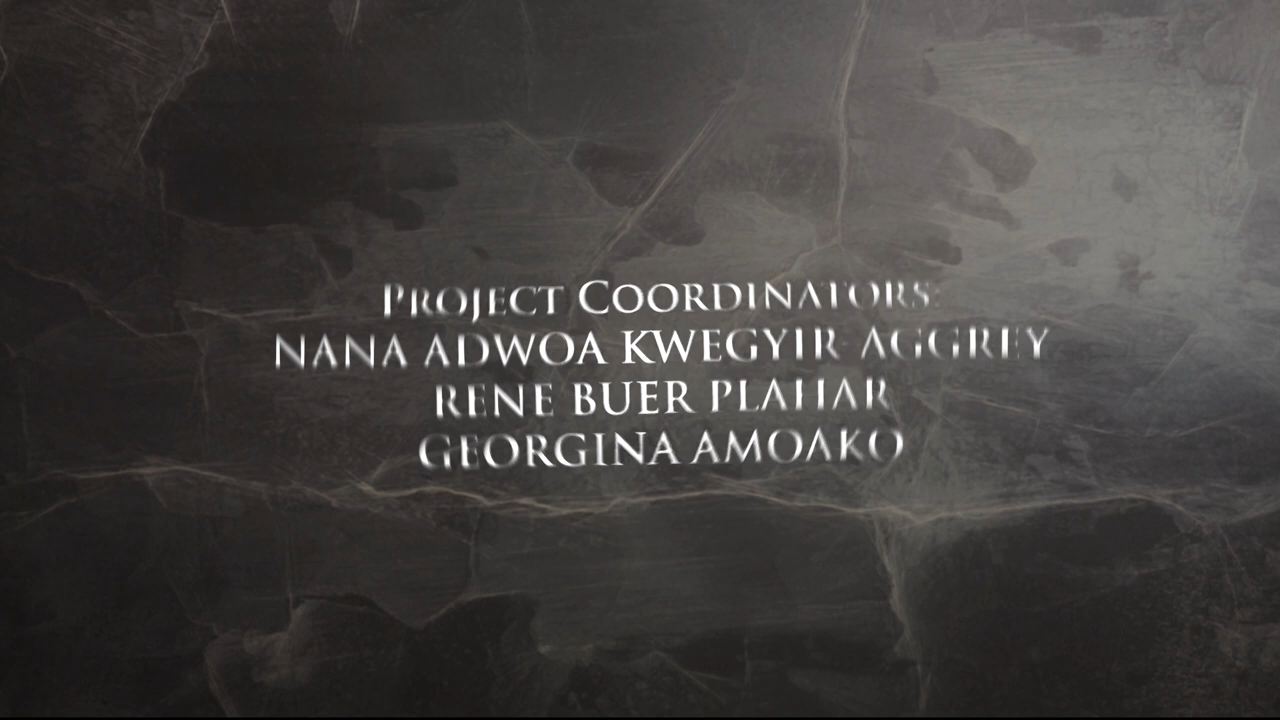 Project Coordinators:
NANA ADWOA KWEGYIR-AGGREY
RENE BUER PLAHAR
GEORGINA AMOAKO